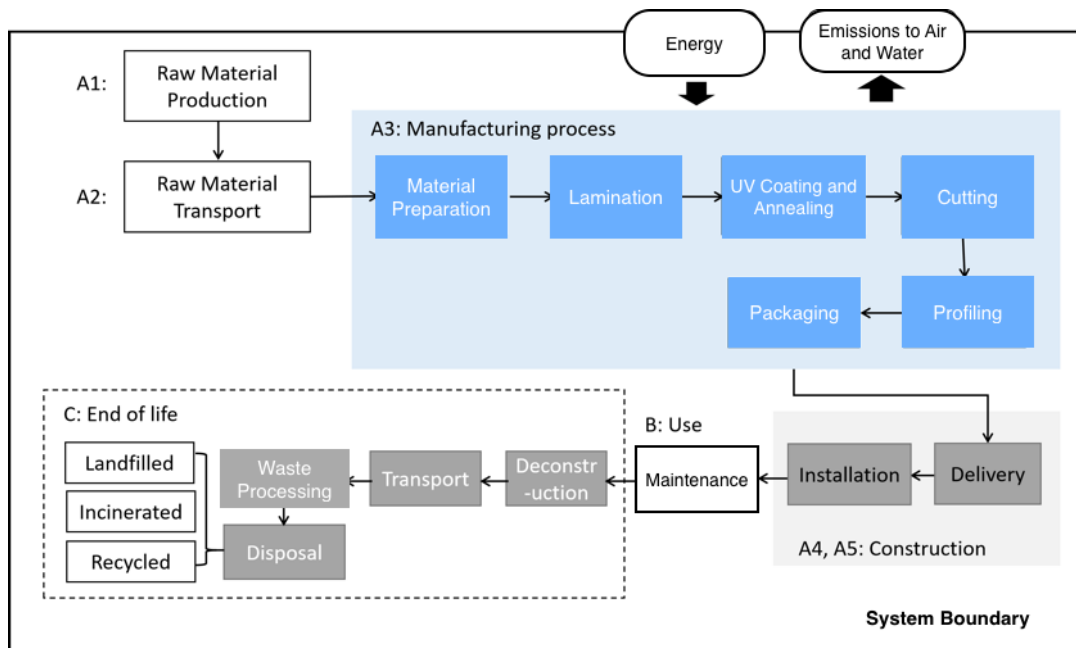 Energy
Emissions to Air
and Water
A1:
Raw Material
Production
A2:
Raw Material
Transport
A3: Manufacturing process
Material
Preparation
Lamination
UV Coating and
Annealing
Cutting
Packaging
Profiling
C: End of life
Landfilled
Incinerated
Recycled
Waste
Processing
Disposal
Transport
Deconstr
-uction
B: Use
Maintenance
Installation
Delivery
A4, A5: Construction
System Boundary